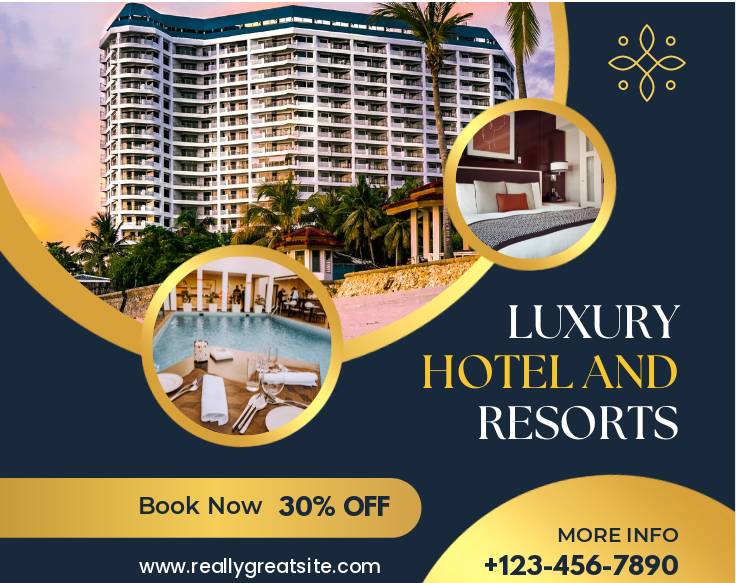 LUXURY
HOTEL AND
RESORTS
Book Now 30% OFF
www.reallygreatsite.com
MORE INFO
+123-456-7890